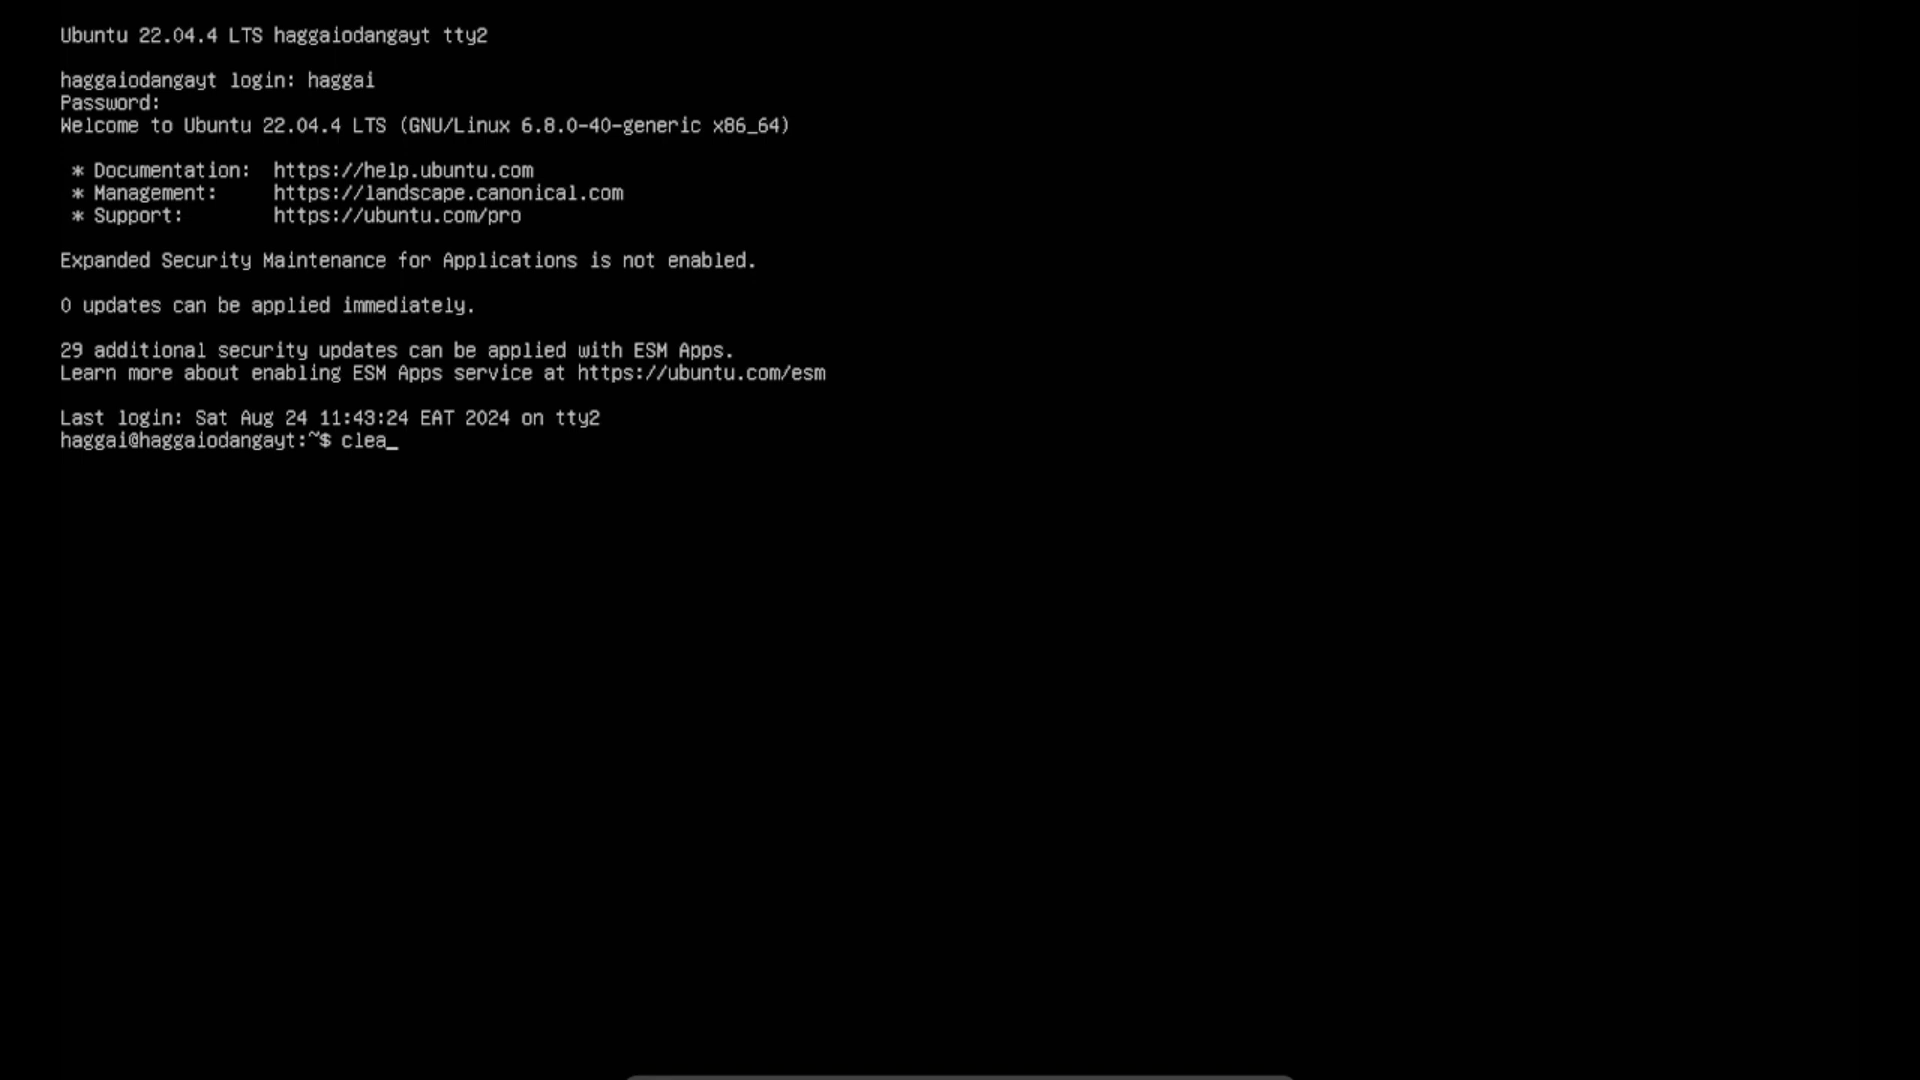 Ubuntu 22.04.4 LTS haggaiodangayt tty2
haggaiodangayt login: haggai
Password:
Welcome to Ubuntu 22.04.4 LTS (GNU/Linux 6.8.0-40-generic x86_64)
* Documentation:  https://help.ubuntu.com
* Management:     https://landscape.canonical.com
* Support:        https://ubuntu.com/pro
Expanded Security Maintenance for Applications is not enabled.
0 updates can be applied immediately.
29 additional security updates can be applied with ESM Apps.
Learn more about enabling ESM Apps service at https://ubuntu.com/esm
Last login: Sat Aug 24 11:43:24 EAT 2024 on tty2
haggai@haggaiodangayt:~$ clea_